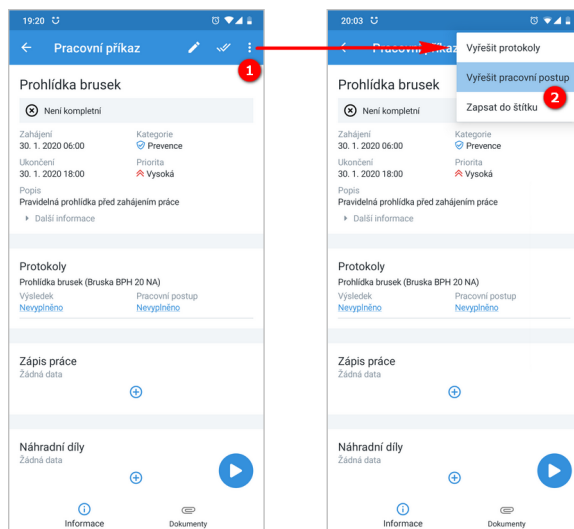 19:20
Pracovní příkaz
1
Prohlídka brusek
Není kompletní
Zahájení
Kategorie
30. 1. 2020 06:00
Prevence
Ukončení
Priorita
30. 1. 2020 18:00
Vysoká
Popis
Pravidelná prohlídka před zahájením práce
Další informace
Protokoly
Prohlídka brusek (Bruska BPH 20 NA)
Výsledek
Pracovní postup
Nevyplněno
Nevyplněno
Zápis práce
Žádná data
Náhradní díly
Žádná data
Informace
Dokumenty
20:03
Pracovní příkaz
Vyřešit protokoly
Vyřešit pracovní postup
2
Zapsat do štítku
Prohlídka brusek
Není kompletní
Zahájení
Kategorie
30. 1. 2020 06:00
Prevence
Ukončení
Priorita
30. 1. 2020 18:00
Vysoká
Popis
Pravidelná prohlídka před zahájením práce
Další informace
Protokoly
Prohlídka brusek (Bruska BPH 20 NA)
Výsledek
Pracovní postup
Nevyplněno
Nevyplněno
Zápis práce
Žádná data
Náhradní díly
Žádná data
Informace
Dokumenty